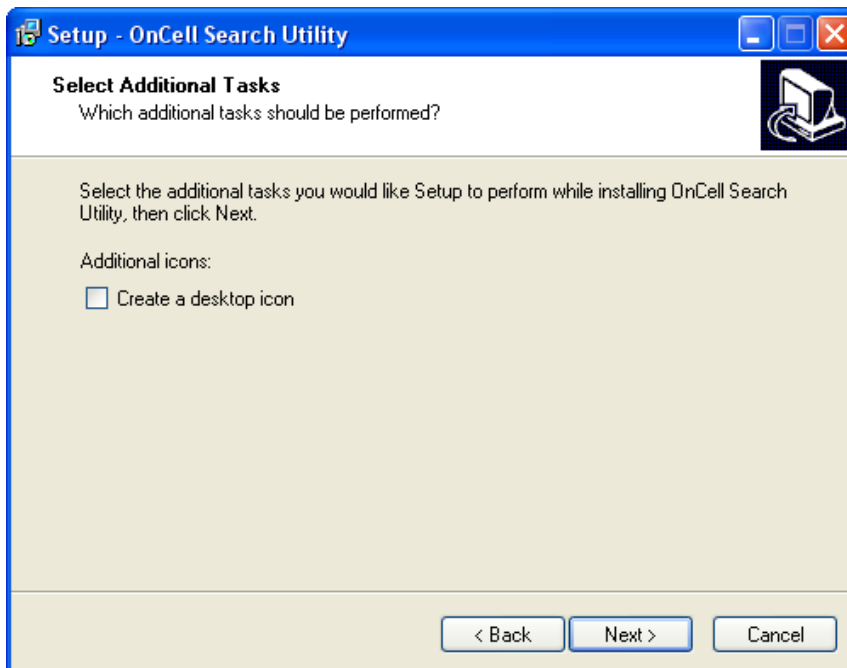 Setup - OnCell Search Utility
Select Additional Tasks
Which additional tasks should be performed?
Select the additional tasks you would like Setup to perform while installing OnCell Search
Utility, then click Next.
Additional icons:
Create a desktop icon
< Back Next > Cancel